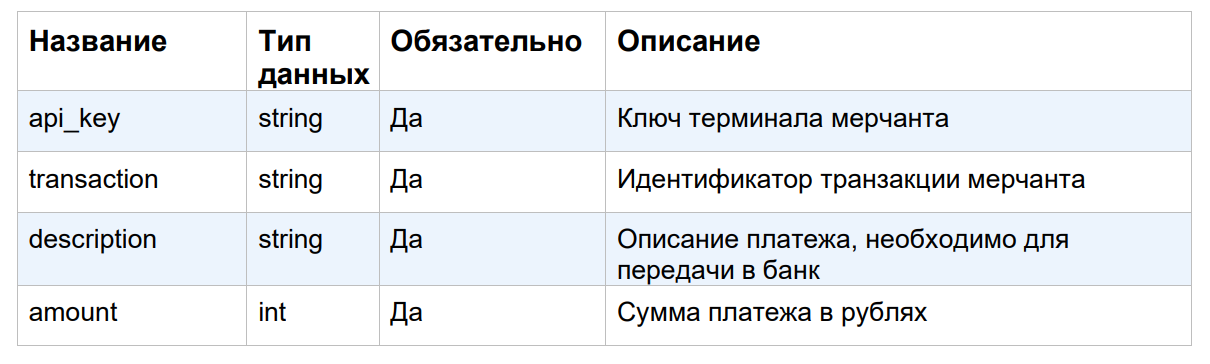 Название Тип данных Обязательно Описание
api_key string Да Ключ терминала мерчанта
transaction string Да Идентификатор транзакции мерчанта
description string Да Описание платежа, необходимо для
передачи в банк
amount int Да Сумма платежа в рублях